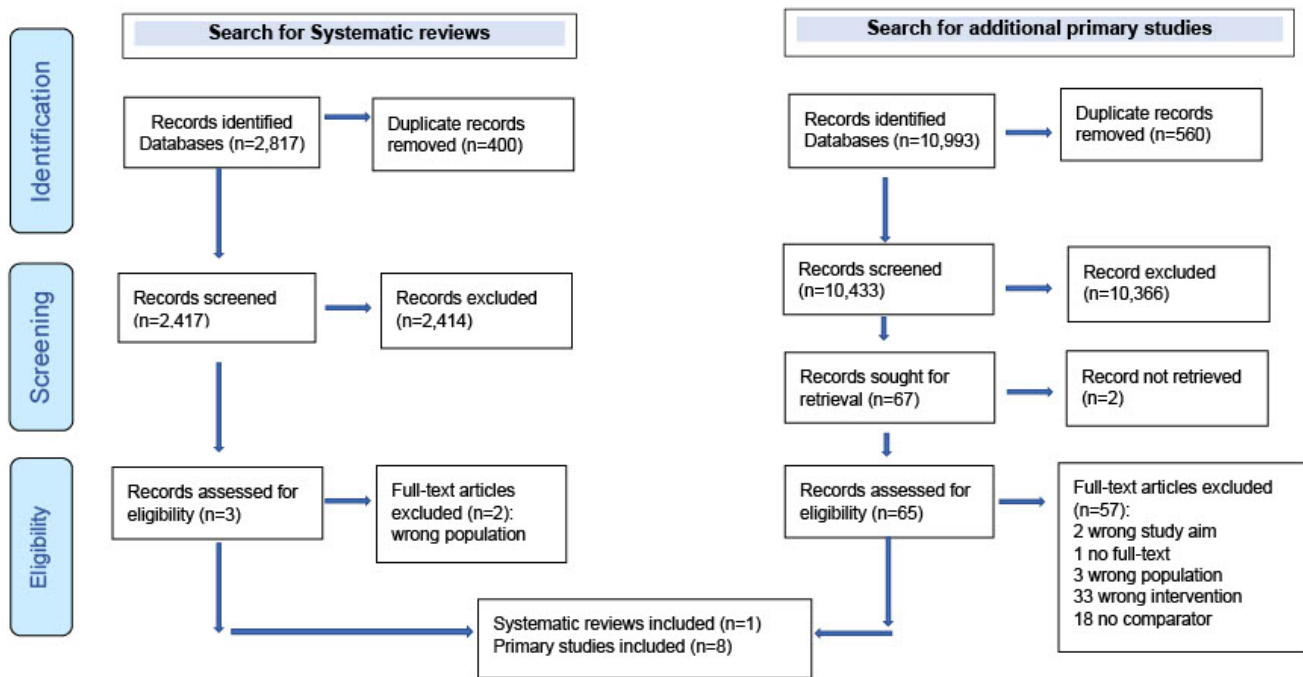 Identification
Screening
Eligibility
Search for Systematic reviews
Records identified
Databases (n=2,817)
Duplicate records
removed (n=400)
Records screened
(n=2,417)
Records excluded
(n=2,414)
Records assessed for
eligibility (n=3)
Full-text articles
excluded (n=2):
wrong population
Search for additional primary studies
Records identified
Databases (n=10,993)
Duplicate records
removed (n=560)
Records screened
(n=10,433)
Record excluded
(n=10,366)
Records sought for
retrieval (n=67)
Record not retrieved
(n=2)
Records assessed for
eligibility (n=65)
Full-text articles excluded
(n=57):
2 wrong study aim
1 no full-text
3 wrong population
33 wrong intervention
18 no comparator
Systematic reviews included (n=1)
Primary studies included (n=8)